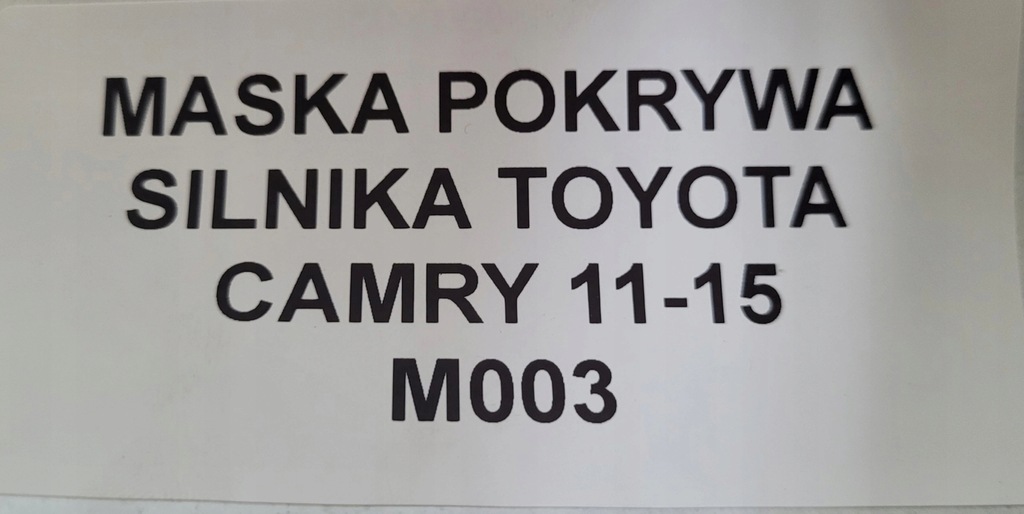 MASKA POKRYWA
SILNIKA TOYOTA
CAMRY 11-15
M003